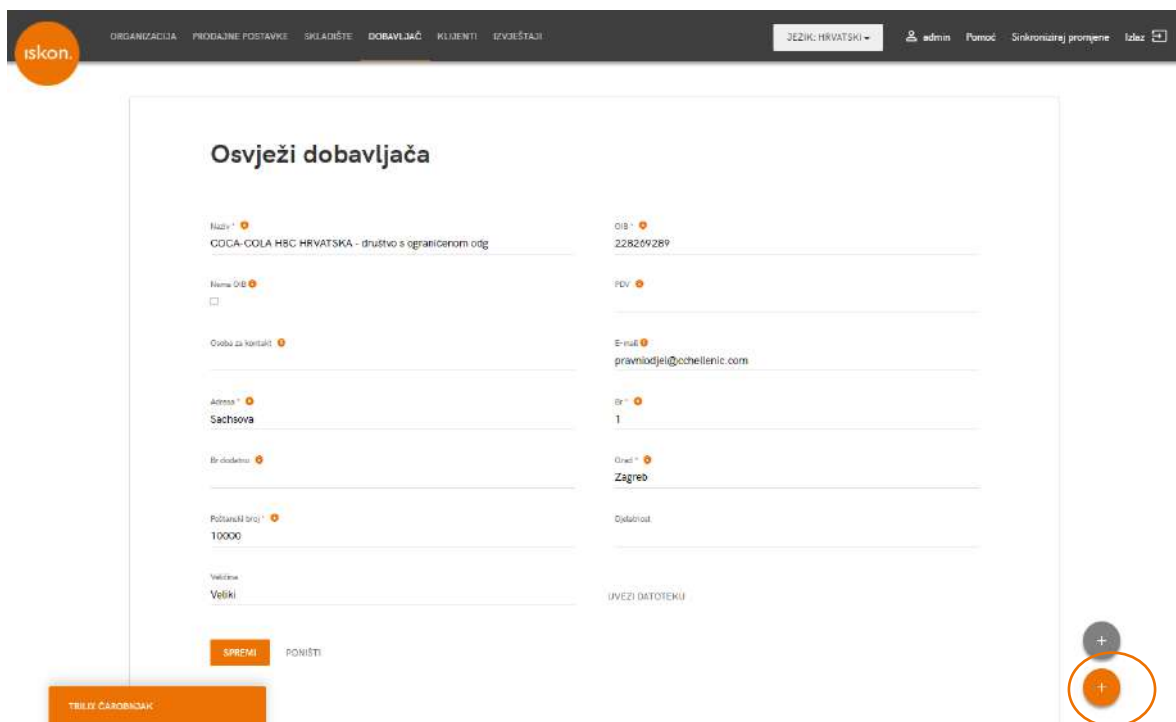 ORGANIZACIJA PRODAJNE POSTAVKE SKLADIŠTE DOBAVLJAČ KLIJENTI IZVJEŠTAJI JEZIK: HRVATSKI admin Pomoć Sinkroniziraj promjene Izlaz
ıskon.
Osvježi dobavljača
Naziv * OIB *
COCA-COLA HBC HRVATSKA - društvo s ograničenom odg 228269289
Nema OIB PDV
Osoba za kontakt E-mail
pravniodjel@cchellenic.com
Adresa * Br *
Sachsova 1
Br dodatno Grad *
Zagreb
Poštanski broj * Djelatnost
10000
Veličina
Veliki UVEZI DATOTEKU
SPREMI PONIŠTI
+
+
TRILIX ČAROBNJAK